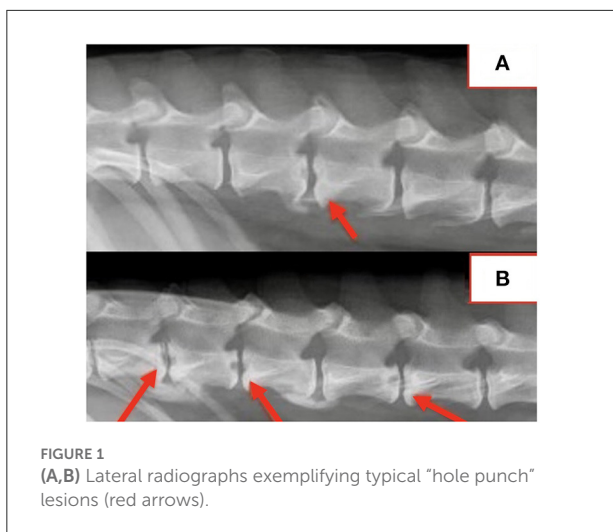 A
B
FIGURE 1
(A,B) Lateral radiographs exemplifying typical “hole punch”
lesions (red arrows).